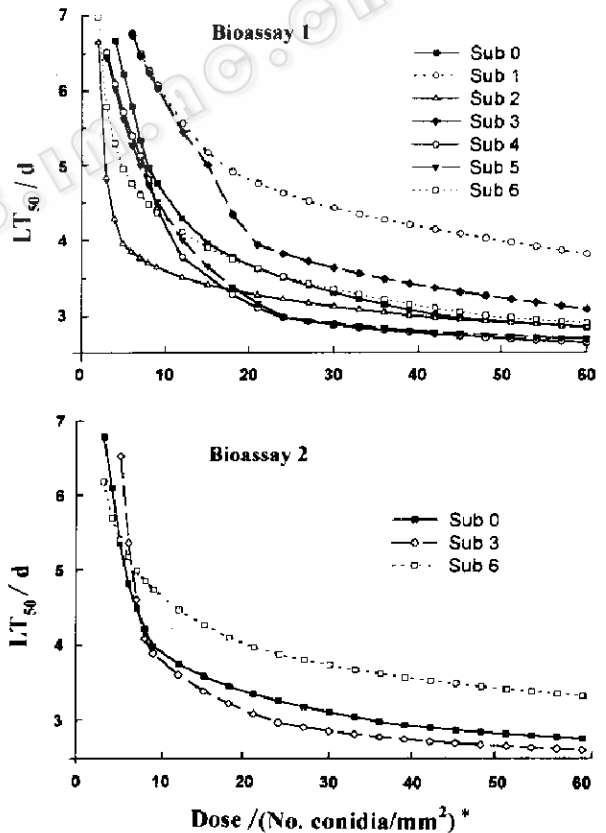 Bioassay 1
7
6
5
4
3
LT50 / d
Sub 0
Sub 1
Sub 2
Sub 3
Sub 4
Sub 5
Sub 6
0 10 20 30 40 50 60
Bioassay 2
7
6
5
4
3
LT50 / d
Sub 0
Sub 3
Sub 6
0 10 20 30 40 50 60
Dose /(No. conidia/mm2) *